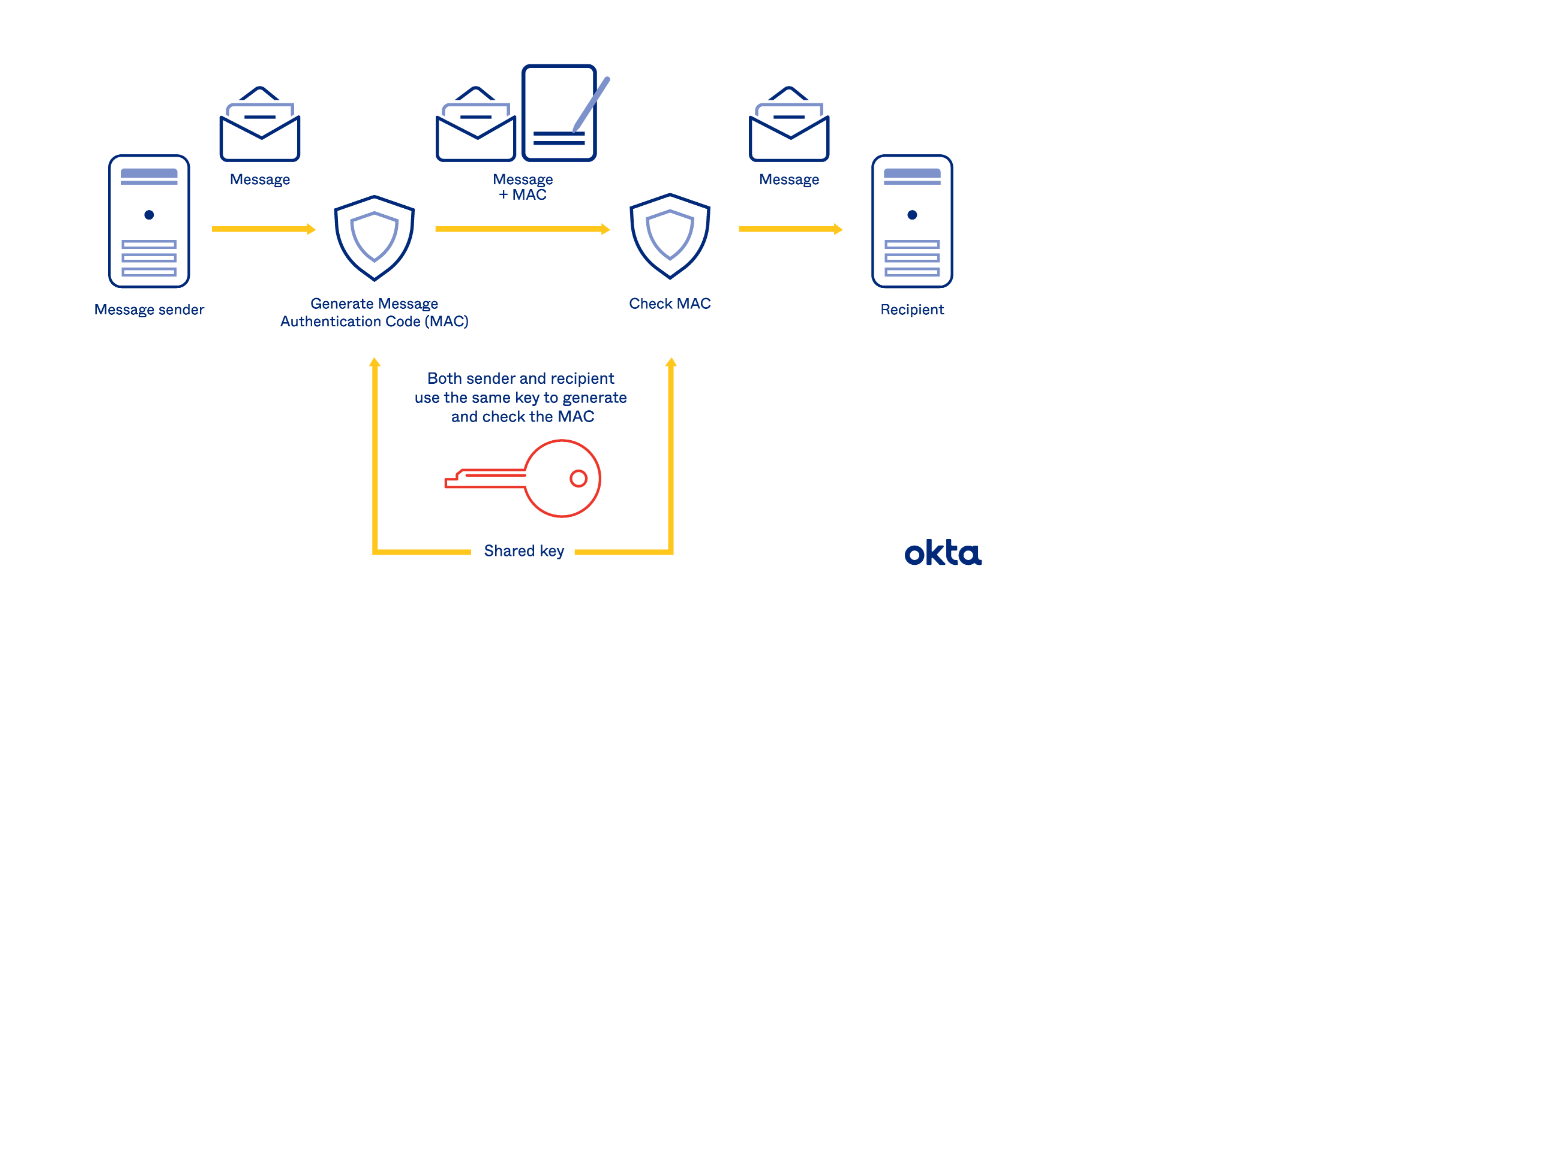 Message
Message
+ MAC
Message
Message sender
Generate Message
Authentication Code (MAC)
Check MAC
Recipient
Both sender and recipient
use the same key to generate
and check the MAC
Shared key
okta